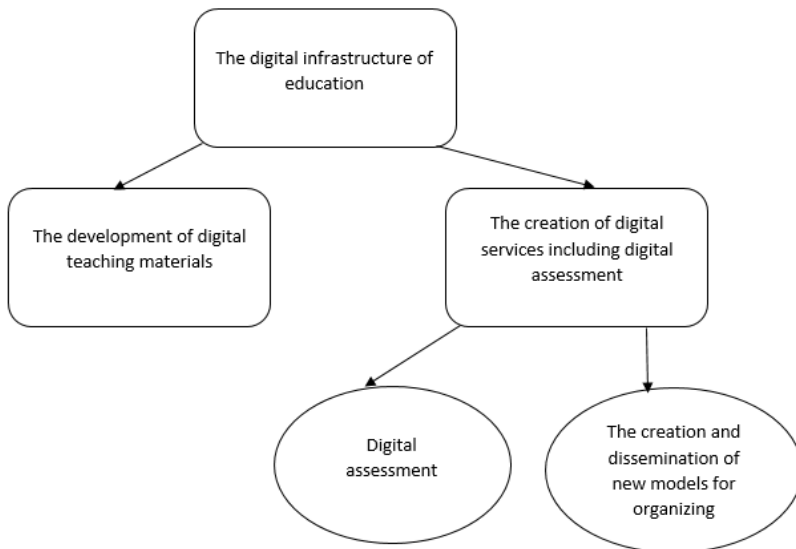 The digital infrastructure of
education
The development of digital
teaching materials
The creation of digital
services including digital
assessment
Digital
assessment
The creation and
dissemination of
new models for
organizing